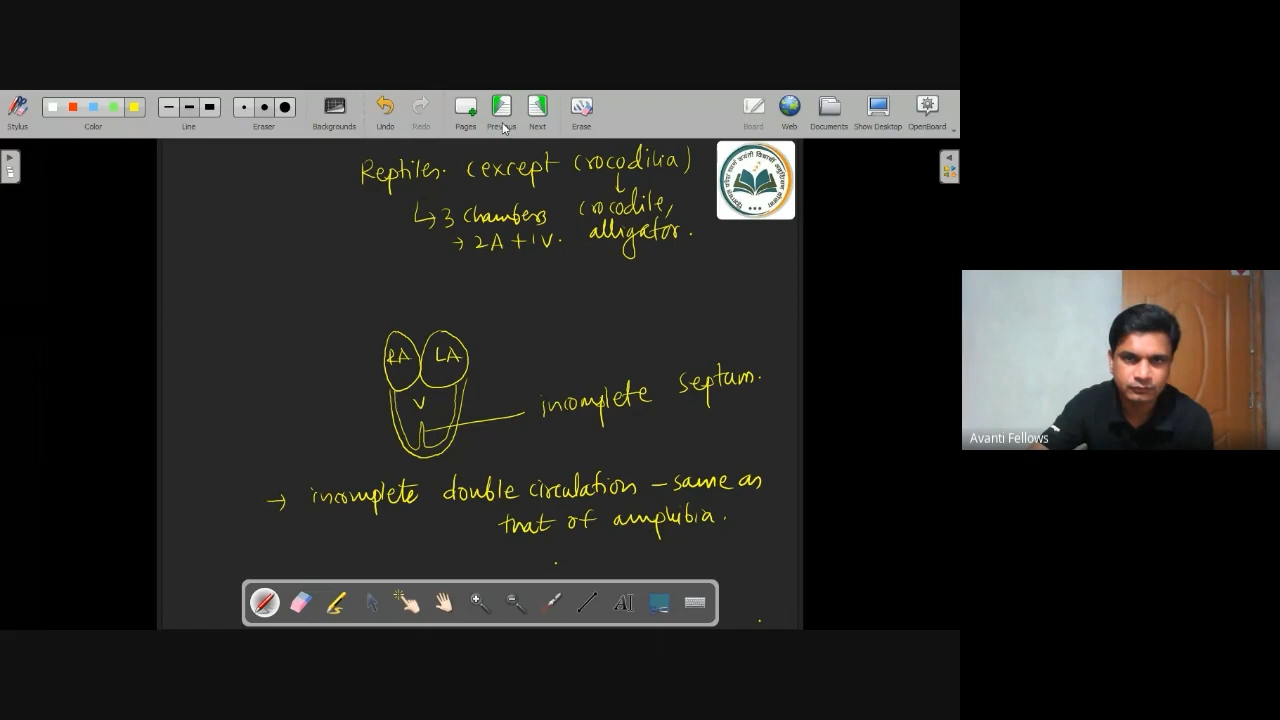 Stylus
Color
Line
Eraser
Backgrounds
Undo
Redo
Pages
Previous
Next
Erase
Board
Web
Documents
Show Desktop
OpenBoard
Reptiles. (except crocodilia)
↳ 3 chambers
→ 2A + 1V.
crocodile,
alligator.
RA LA
V
incomplete septum.
→ incomplete double circulation – same as
that of amphibia.
AI
Avanti Fellows